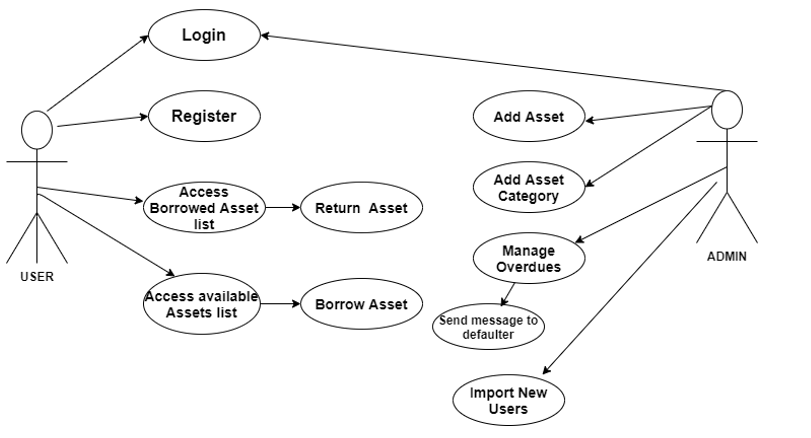 Login
Register
Access
Borrowed Asset
list
Return Asset
Access available
Assets list
Borrow Asset
USER
Add Asset
Add Asset
Category
Manage
Overdues
Send message to
defaulter
Import New
Users
ADMIN